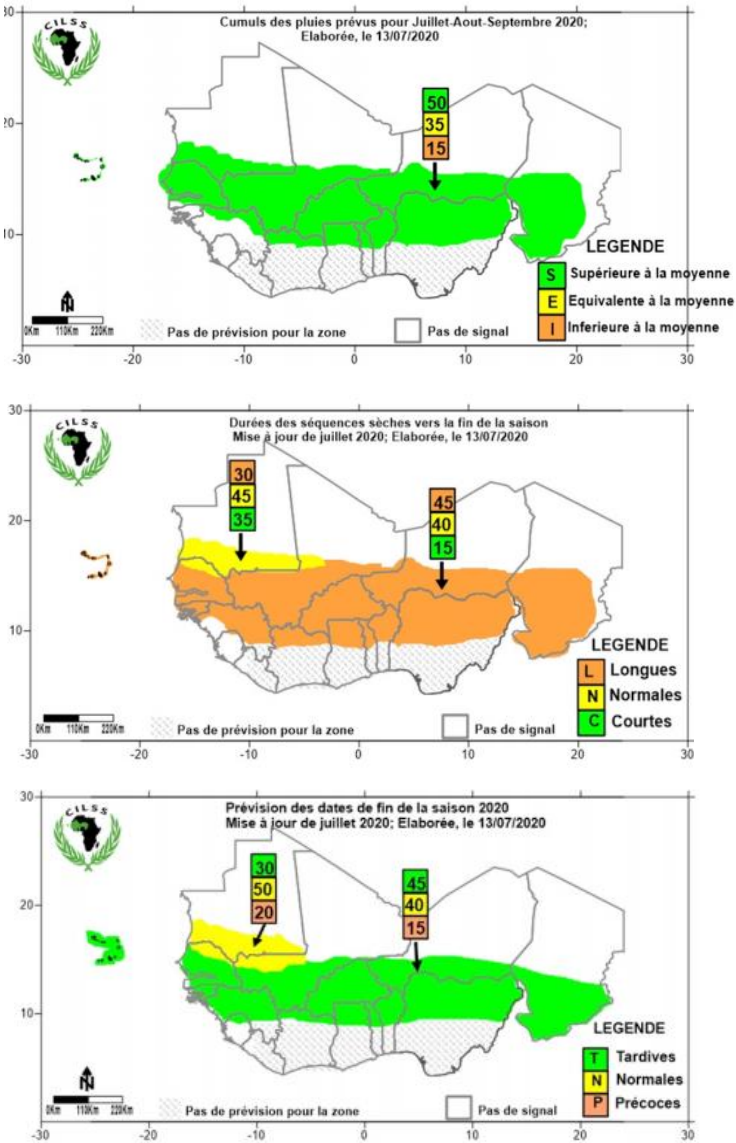 30
Cumuls des pluies prévus pour Juillet-Aout-Septembre 2020;
Elaborée, le 13/07/2020
CILSS
50
20
35
15
10
LEGENDE
S Supérieure à la moyenne
E Equivalente à la moyenne
I Inferieure à la moyenne
N
0Km 110Km 220Km
Pas de prévision pour la zone
Pas de signal
0
-20 -10 0 10 20 30
30
Durées des séquences sèches vers la fin de la saison
Mise à jour de juillet 2020; Elaborée, le 13/07/2020
CILSS
30 45
45 40
35 15
20
10
LEGENDE
L Longues
N Normales
C Courtes
0Km 110Km 220Km
Pas de prévision pour la zone
Pas de signal
0
-30 -20 -10 0 10 20 30
30
Prévision des dates de fin de la saison 2020
Mise à jour de juillet 2020; Elaborée, le 13/07/2020
CILSS
30 45
50 40
20 15
20
10
LEGENDE
T Tardives
N Normales
P Précoces
N
0Km 110Km 220Km
Pas de prévision pour la zone
Pas de signal
0
-30 -20 -10 0 10 20 30